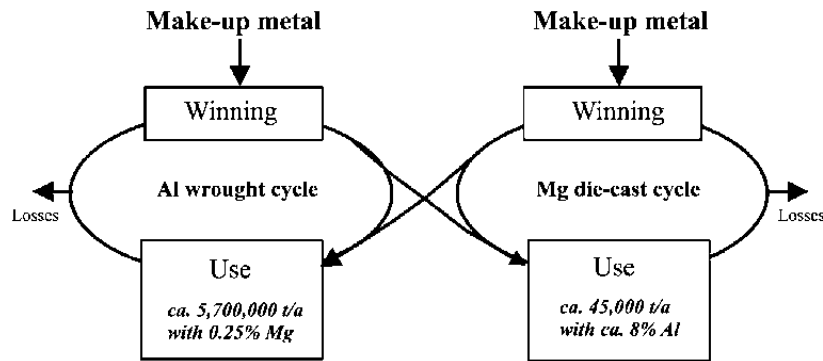 Make-up metal
Make-up metal
Winning
Winning
Al wrought cycle
Mg die-cast cycle
Losses
Losses
Use
ca. 5,700,000 t/a
with 0.25% Mg
Use
ca. 45,000 t/a
with ca. 8% Al